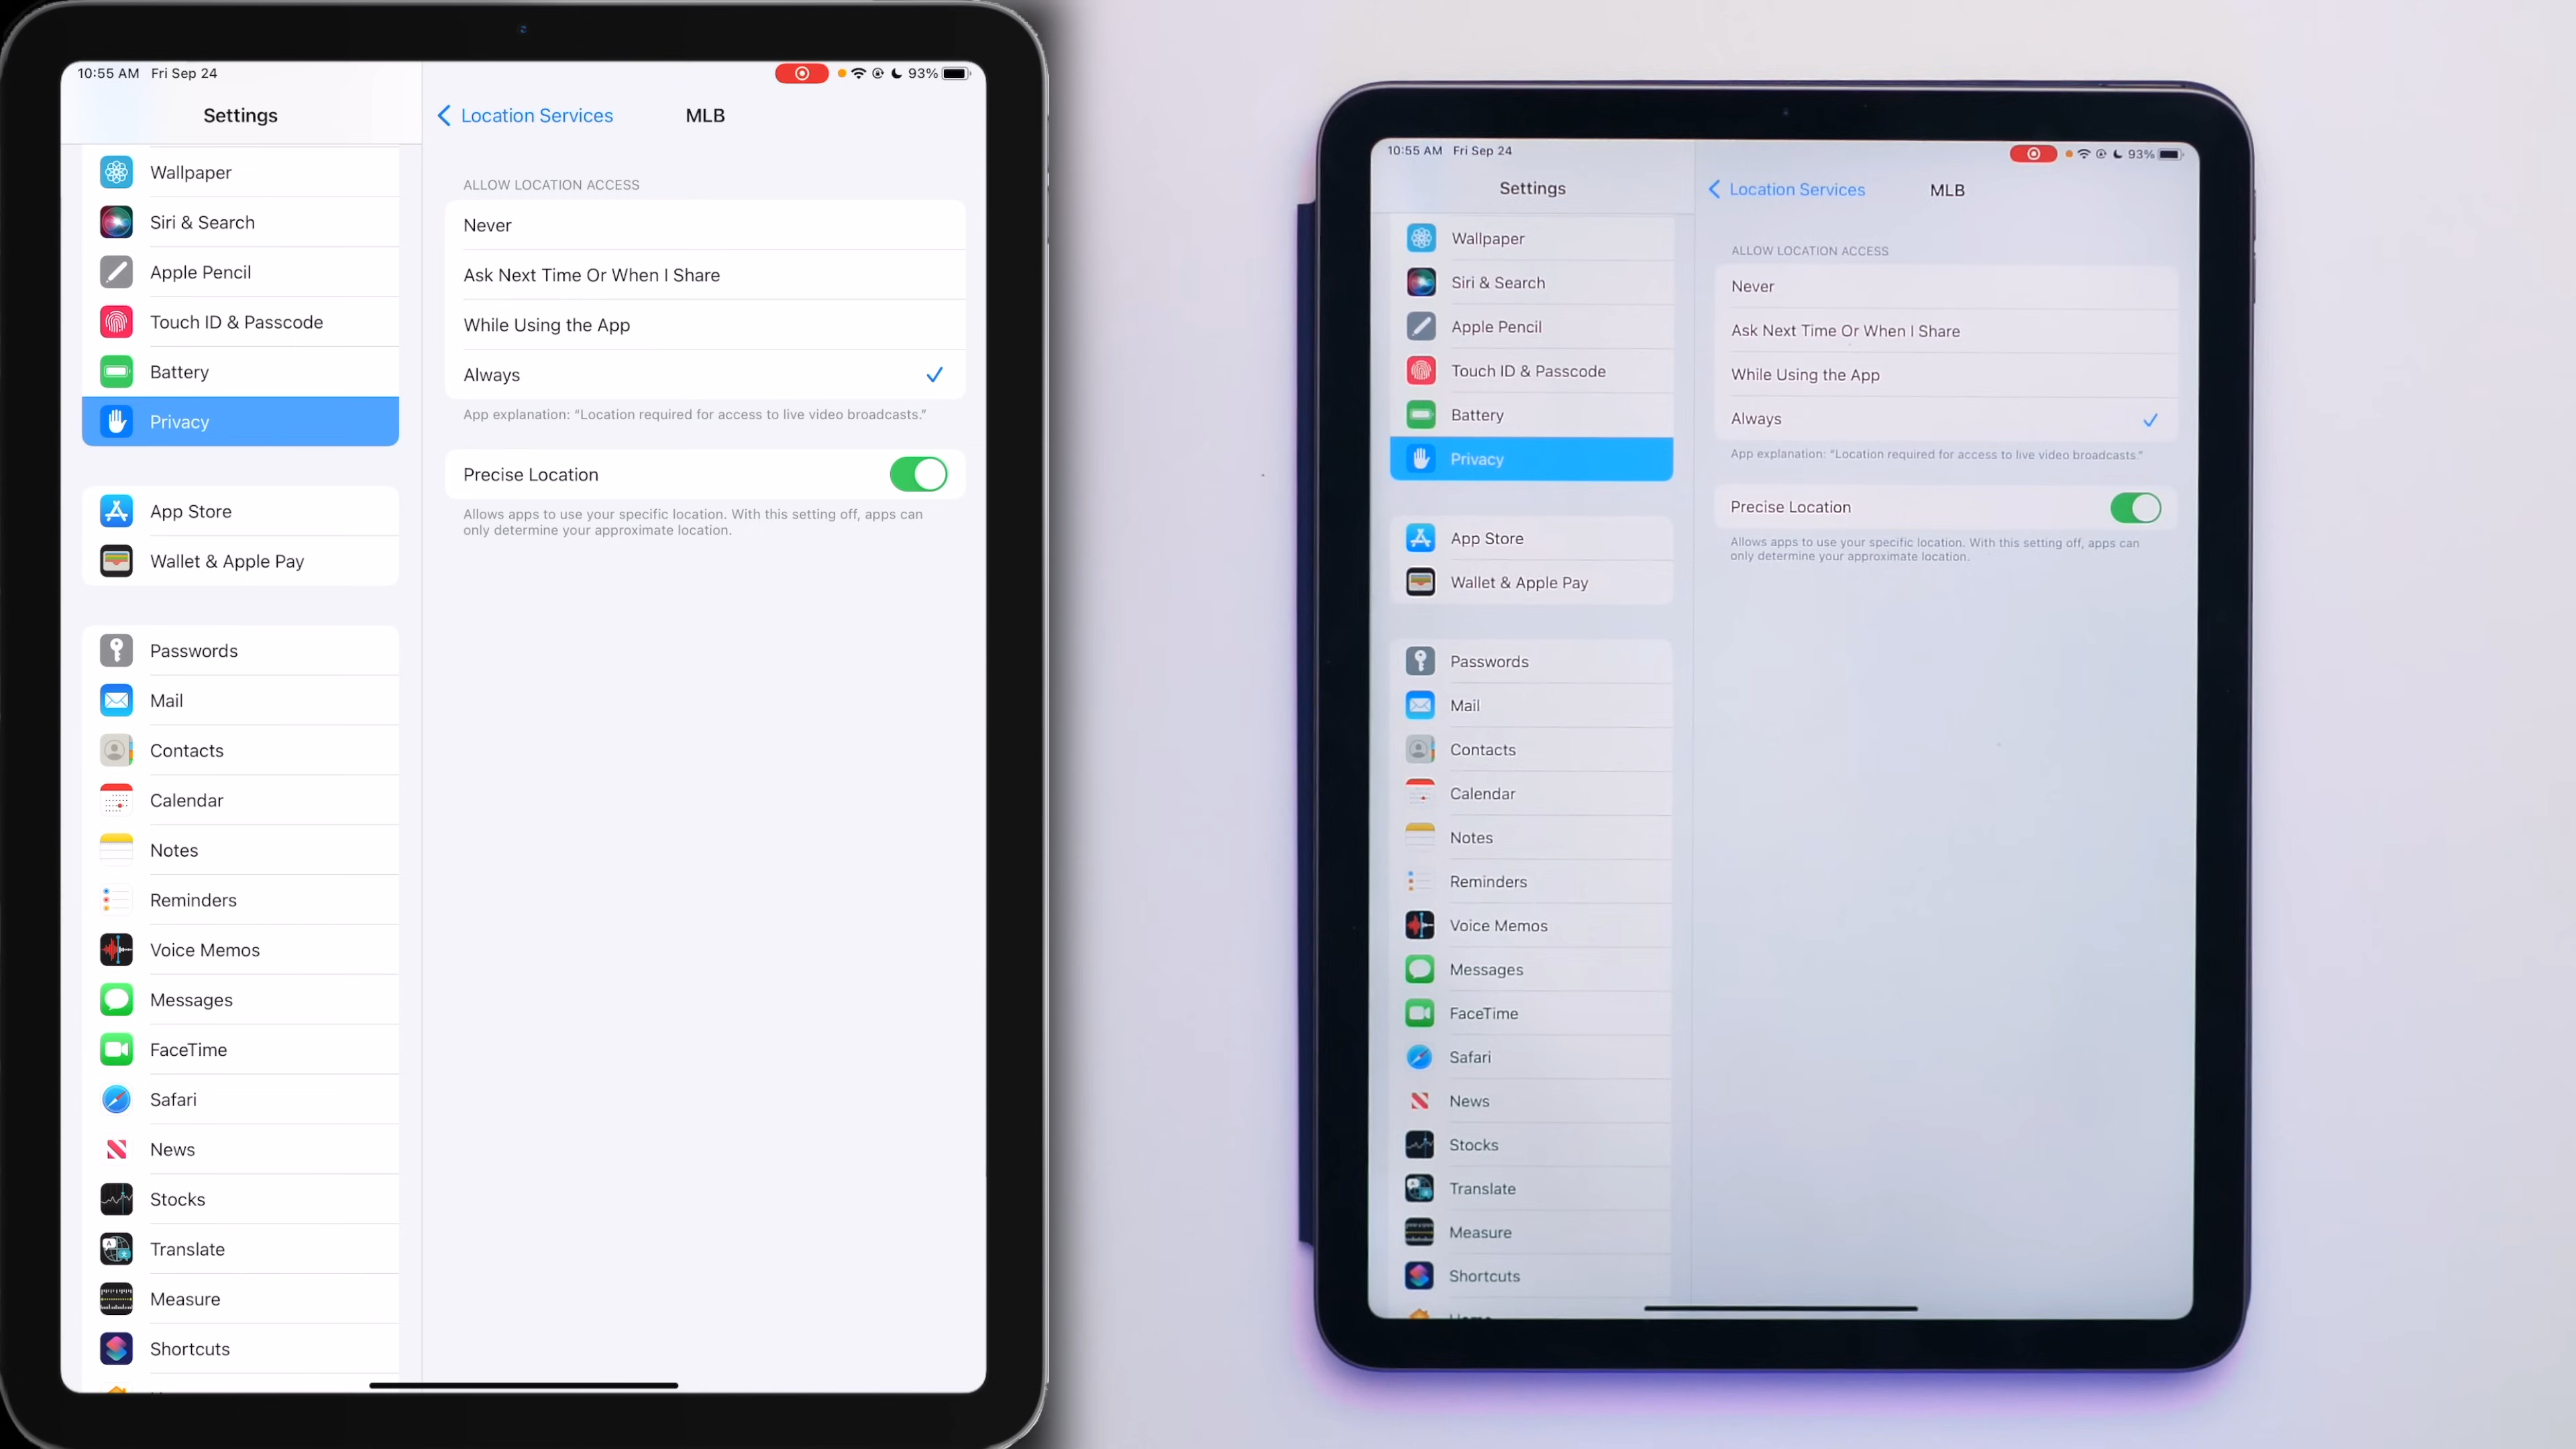 10:55 AM Fri Sep 24
93%
Settings
Location Services
MLB
Wallpaper
Siri & Search
Apple Pencil
Touch ID & Passcode
Battery
Privacy
App Store
Wallet & Apple Pay
Passwords
Mail
Contacts
Calendar
Notes
Reminders
Voice Memos
Messages
FaceTime
Safari
News
Stocks
Translate
Measure
Shortcuts
ALLOW LOCATION ACCESS
Never
Ask Next Time Or When I Share
While Using the App
Always
App explanation: “Location required for access to live video broadcasts.”
Precise Location
Allows apps to use your specific location. With this setting off, apps can
only determine your approximate location.
10:55 AM Fri Sep 24
93%
Settings
Location Services
MLB
Wallpaper
Siri & Search
Apple Pencil
Touch ID & Passcode
Battery
Privacy
App Store
Wallet & Apple Pay
Passwords
Mail
Contacts
Calendar
Notes
Reminders
Voice Memos
Messages
FaceTime
Safari
News
Stocks
Translate
Measure
Shortcuts
ALLOW LOCATION ACCESS
Never
Ask Next Time Or When I Share
While Using the App
Always
App explanation: “Location required for access to live video broadcasts.”
Precise Location
Allows apps to use your specific location. With this setting off, apps can
only determine your approximate location.